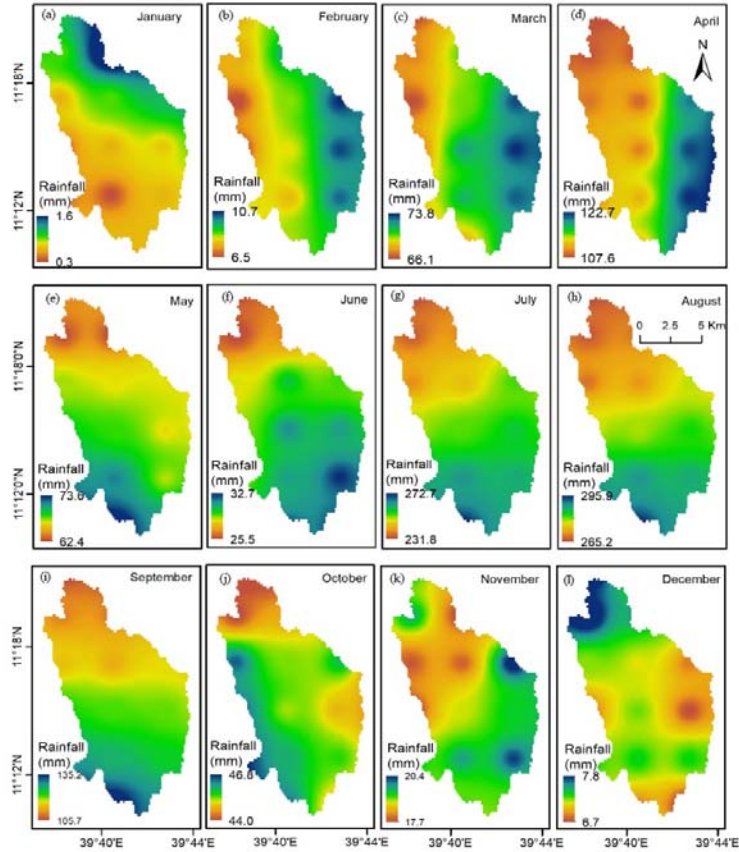 (a) January
(b) February
(c) March
(d) April
N
11°18'N
11°12'N
Rainfall
(mm)
1.6
0.3
Rainfall
(mm)
10.7
6.5
Rainfall
(mm)
73.8
66.1
Rainfall
(mm)
122.7
107.6
(e) May
(f) June
(g) July
(h) August
0 2.5 5 Km
11°18'0"N
11°12'0"N
Rainfall
(mm)
73.6
62.4
Rainfall
(mm)
32.7
25.5
Rainfall
(mm)
272.7
231.8
Rainfall
(mm)
295.9
265.2
(i) September
(j) October
(k) November
(l) December
11°18'N
11°12'N
Rainfall
(mm)
135.2
105.7
Rainfall
(mm)
46.8
44.0
Rainfall
(mm)
20.4
17.7
Rainfall
(mm)
7.8
6.7
39°40'E 39°44'E
39°40'E 39°44'E
39°40'E 39°44'E
39°40'E 39°44'E